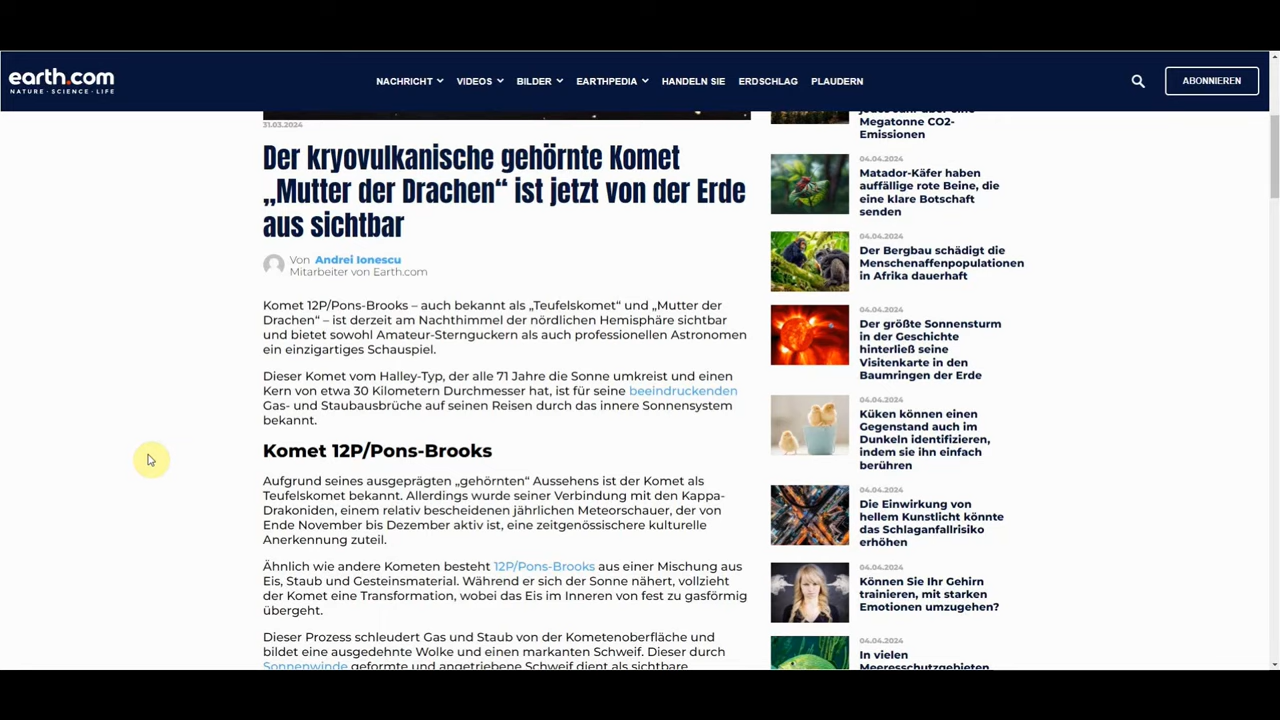 earth.com
NATURE · SCIENCE · LIFE
NACHRICHT
VIDEOS
BILDER
EARTHPEDIA
HANDELN SIE
ERDSCHLAG
PLAUDERN
ABONNIEREN
31.03.2024
Der kryovulkanische gehörnte Komet
„Mutter der Drachen“ ist jetzt von der Erde
aus sichtbar
Von Andrei Ionescu
Mitarbeiter von Earth.com
Komet 12P/Pons-Brooks – auch bekannt als „Teufelskomet“ und „Mutter der
Drachen“ – ist derzeit am Nachthimmel der nördlichen Hemisphäre sichtbar
und bietet sowohl Amateur-Sternguckern als auch professionellen Astronomen
ein einzigartiges Schauspiel.
Dieser Komet vom Halley-Typ, der alle 71 Jahre die Sonne umkreist und einen
Kern von etwa 30 Kilometern Durchmesser hat, ist für seine beeindruckenden
Gas- und Staubausbrüche auf seinen Reisen durch das innere Sonnensystem
bekannt.
Komet 12P/Pons-Brooks
Aufgrund seines ausgeprägten „gehörnten“ Aussehens ist der Komet als
Teufelskomet bekannt. Allerdings wurde seiner Verbindung mit den Kappa-
Drakoniden, einem relativ bescheidenen jährlichen Meteorschauer, der von
Ende November bis Dezember aktiv ist, eine zeitgenössischere kulturelle
Anerkennung zuteil.
Ähnlich wie andere Kometen besteht 12P/Pons-Brooks aus einer Mischung aus
Eis, Staub und Gesteinsmaterial. Während er sich der Sonne nähert, vollzieht
der Komet eine Transformation, wobei das Eis im Inneren von fest zu gasförmig
übergeht.
Dieser Prozess schleudert Gas und Staub von der Kometenoberfläche und
bildet eine ausgedehnte Wolke und einen markanten Schweif. Dieser durch
Sonnenwinde geformte und angetriebene Schweif dient als sichtbare
jedes Jahr über eine
Megatonne CO2-
Emissionen
04.04.2024
Matador-Käfer haben
auffällige rote Beine, die
eine klare Botschaft
senden
04.04.2024
Der Bergbau schädigt die
Menschenaffenpopulationen
in Afrika dauerhaft
04.04.2024
Der größte Sonnensturm
in der Geschichte
hinterließ seine
Visitenkarte in den
Baumringen der Erde
04.04.2024
Küken können einen
Gegenstand auch im
Dunkeln identifizieren,
indem sie ihn einfach
berühren
04.04.2024
Die Einwirkung von
hellem Kunstlicht könnte
das Schlaganfallrisiko
erhöhen
04.04.2024
Können Sie Ihr Gehirn
trainieren, mit starken
Emotionen umzugehen?
04.04.2024
In vielen
Meeresschutzgebieten